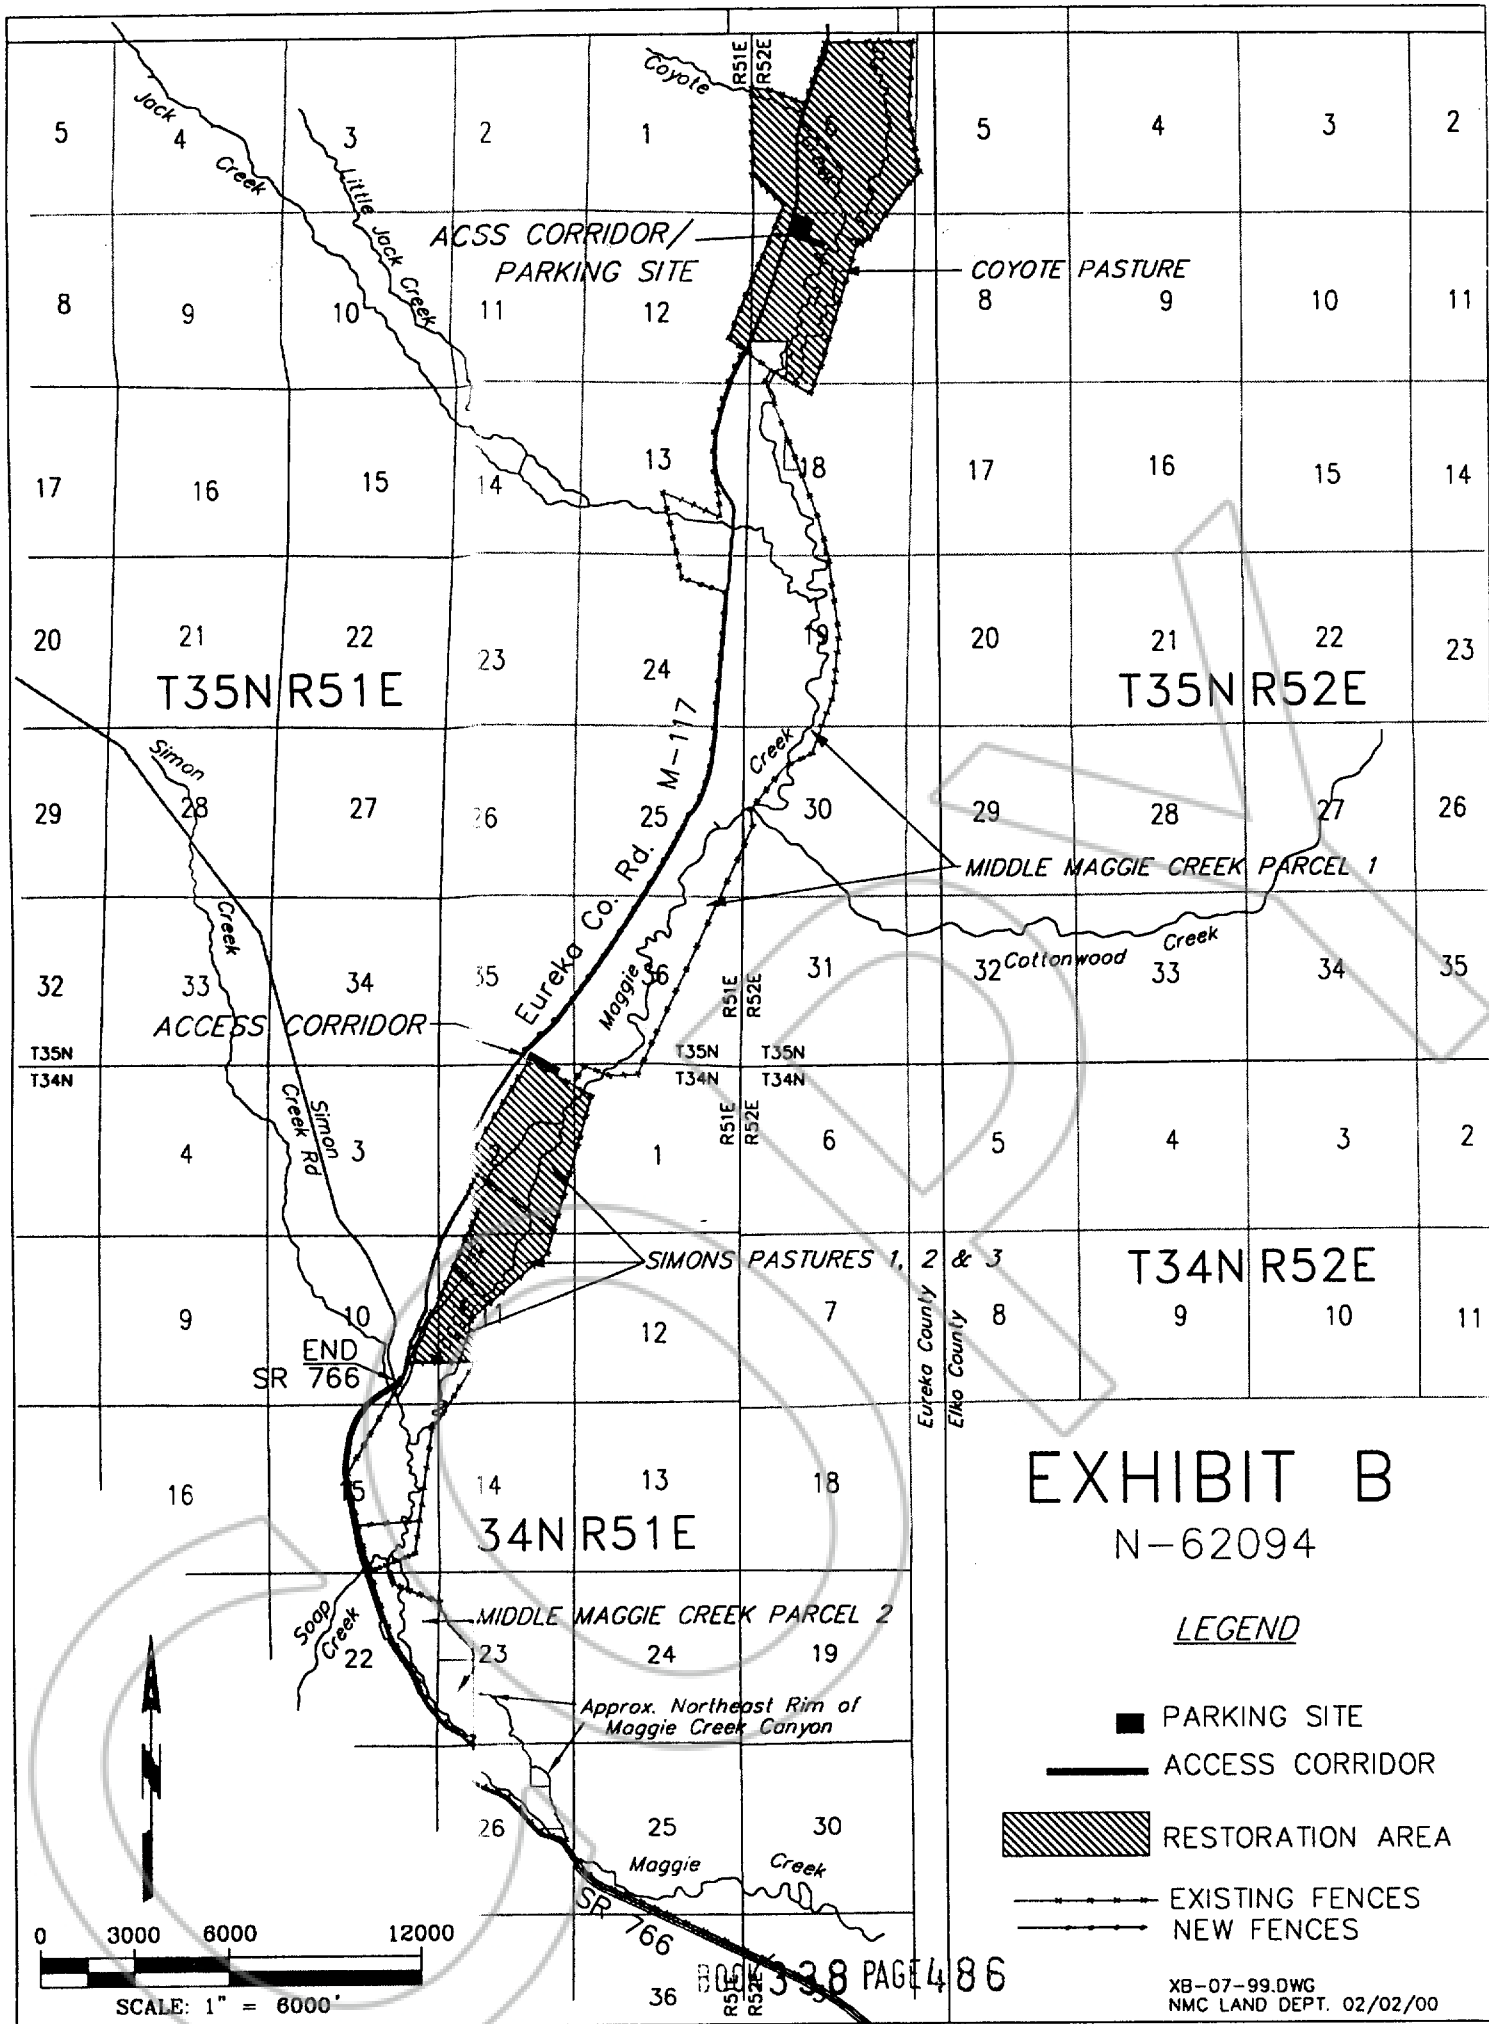 R51E
R52E
Coyote
Jack
Creek
5
4
3
2
1
6
Creek
5
4
3
2
Little
Jack Creek
ACSS CORRIDOR/
PARKING SITE
COYOTE PASTURE
8
9
10
11
12
8
9
10
11
17
16
15
14
13
18
17
16
15
14
20
21
22
23
24
19
20
21
22
23
T35N R51E
T35N R52E
Eureka Co. Rd. M-117
Simon
Creek
Creek
29
28
27
26
25
30
29
28
27
26
MIDDLE MAGGIE CREEK PARCEL 1
Maggie
Cottonwood Creek
32
33
34
35
36
31
32
33
34
35
R51E
R52E
ACCESS CORRIDOR
T35N
T34N
T35N
T34N
T35N
T34N
R51E
R52E
Simon
Creek Rd
4
3
2
1
6
5
4
3
2
SIMONS PASTURES 1, 2 & 3
T34N R52E
9
10
11
12
7
8
9
10
11
END
SR 766
Eureka County
Elko County
16
15
14
13
18
34N R51E
EXHIBIT B
N-62094
Soap
Creek
MIDDLE MAGGIE CREEK PARCEL 2
22
23
24
19
LEGEND
Approx. Northeast Rim of
Maggie Creek Canyon
PARKING SITE
ACCESS CORRIDOR
26
25
30
RESTORATION AREA
Maggie Creek
SR 766
EXISTING FENCES
NEW FENCES
0 3000 6000 12000
SCALE: 1" = 6000'
36
R51E
R52E
338 PAGE 486
XB-07-99.DWG
NMC LAND DEPT. 02/02/00
COPY